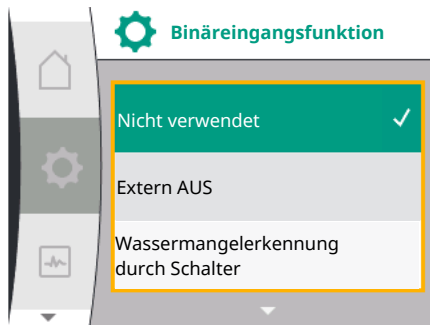 Binäreingangsfunktion
Nicht verwendet
Extern AUS
Wassermangelerkennung
durch Schalter